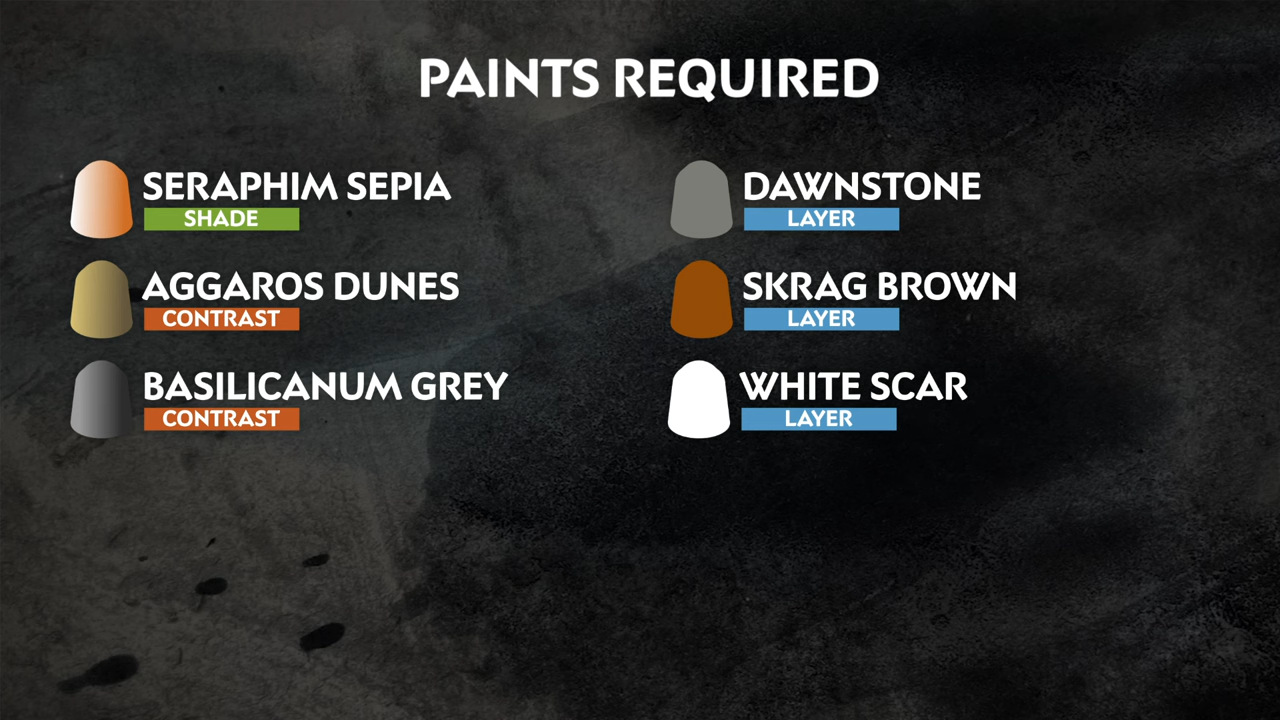 PAINTS REQUIRED
SERAPHIM SEPIA
SHADE
AGGAROS DUNES
CONTRAST
BASILICANUM GREY
CONTRAST
DAWNSTONE
LAYER
SKRAG BROWN
LAYER
WHITE SCAR
LAYER